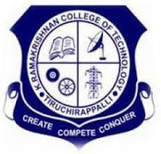 K.RAMAKRISHNAN COLLEGE OF TECHNOLOGY
TIRUCHIRAPPALLI
CREATE COMPETE CONQUER